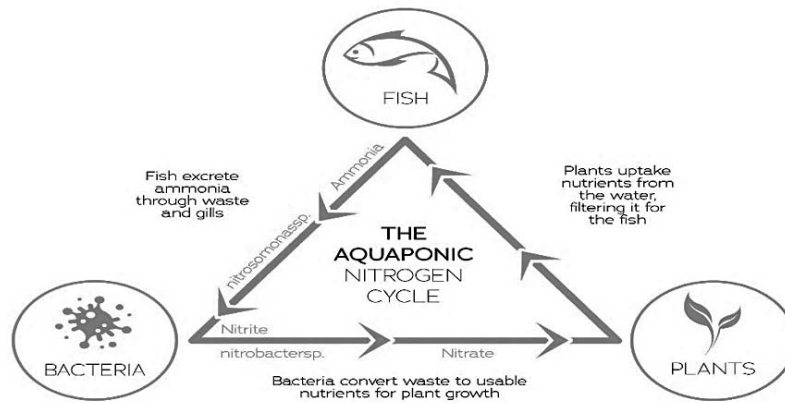 FISH
Ammonia
nitrosomonassp.
Fish excrete
ammonia
through waste
and gills
Plants uptake
nutrients from
the water,
filtering it for
the fish
THE
AQUAPONIC
NITROGEN
CYCLE
BACTERIA
Nitrite
nitrobactersp.
Nitrate
PLANTS
Bacteria convert waste to usable
nutrients for plant growth